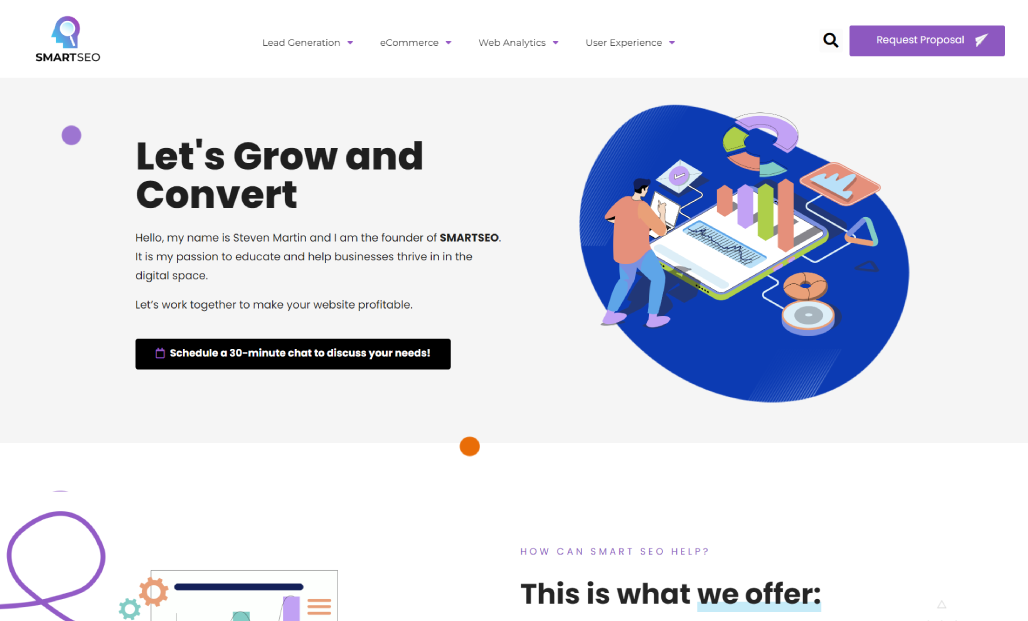 SMARTSEO
Lead Generation
eCommerce
Web Analytics
User Experience
Request Proposal
Let's Grow and
Convert
Hello, my name is Steven Martin and I am the founder of SMARTSEO.
It is my passion to educate and help businesses thrive in in the
digital space.
Let's work together to make your website profitable.
Schedule a 30-minute chat to discuss your needs!
HOW CAN SMART SEO HELP?
This is what we offer: